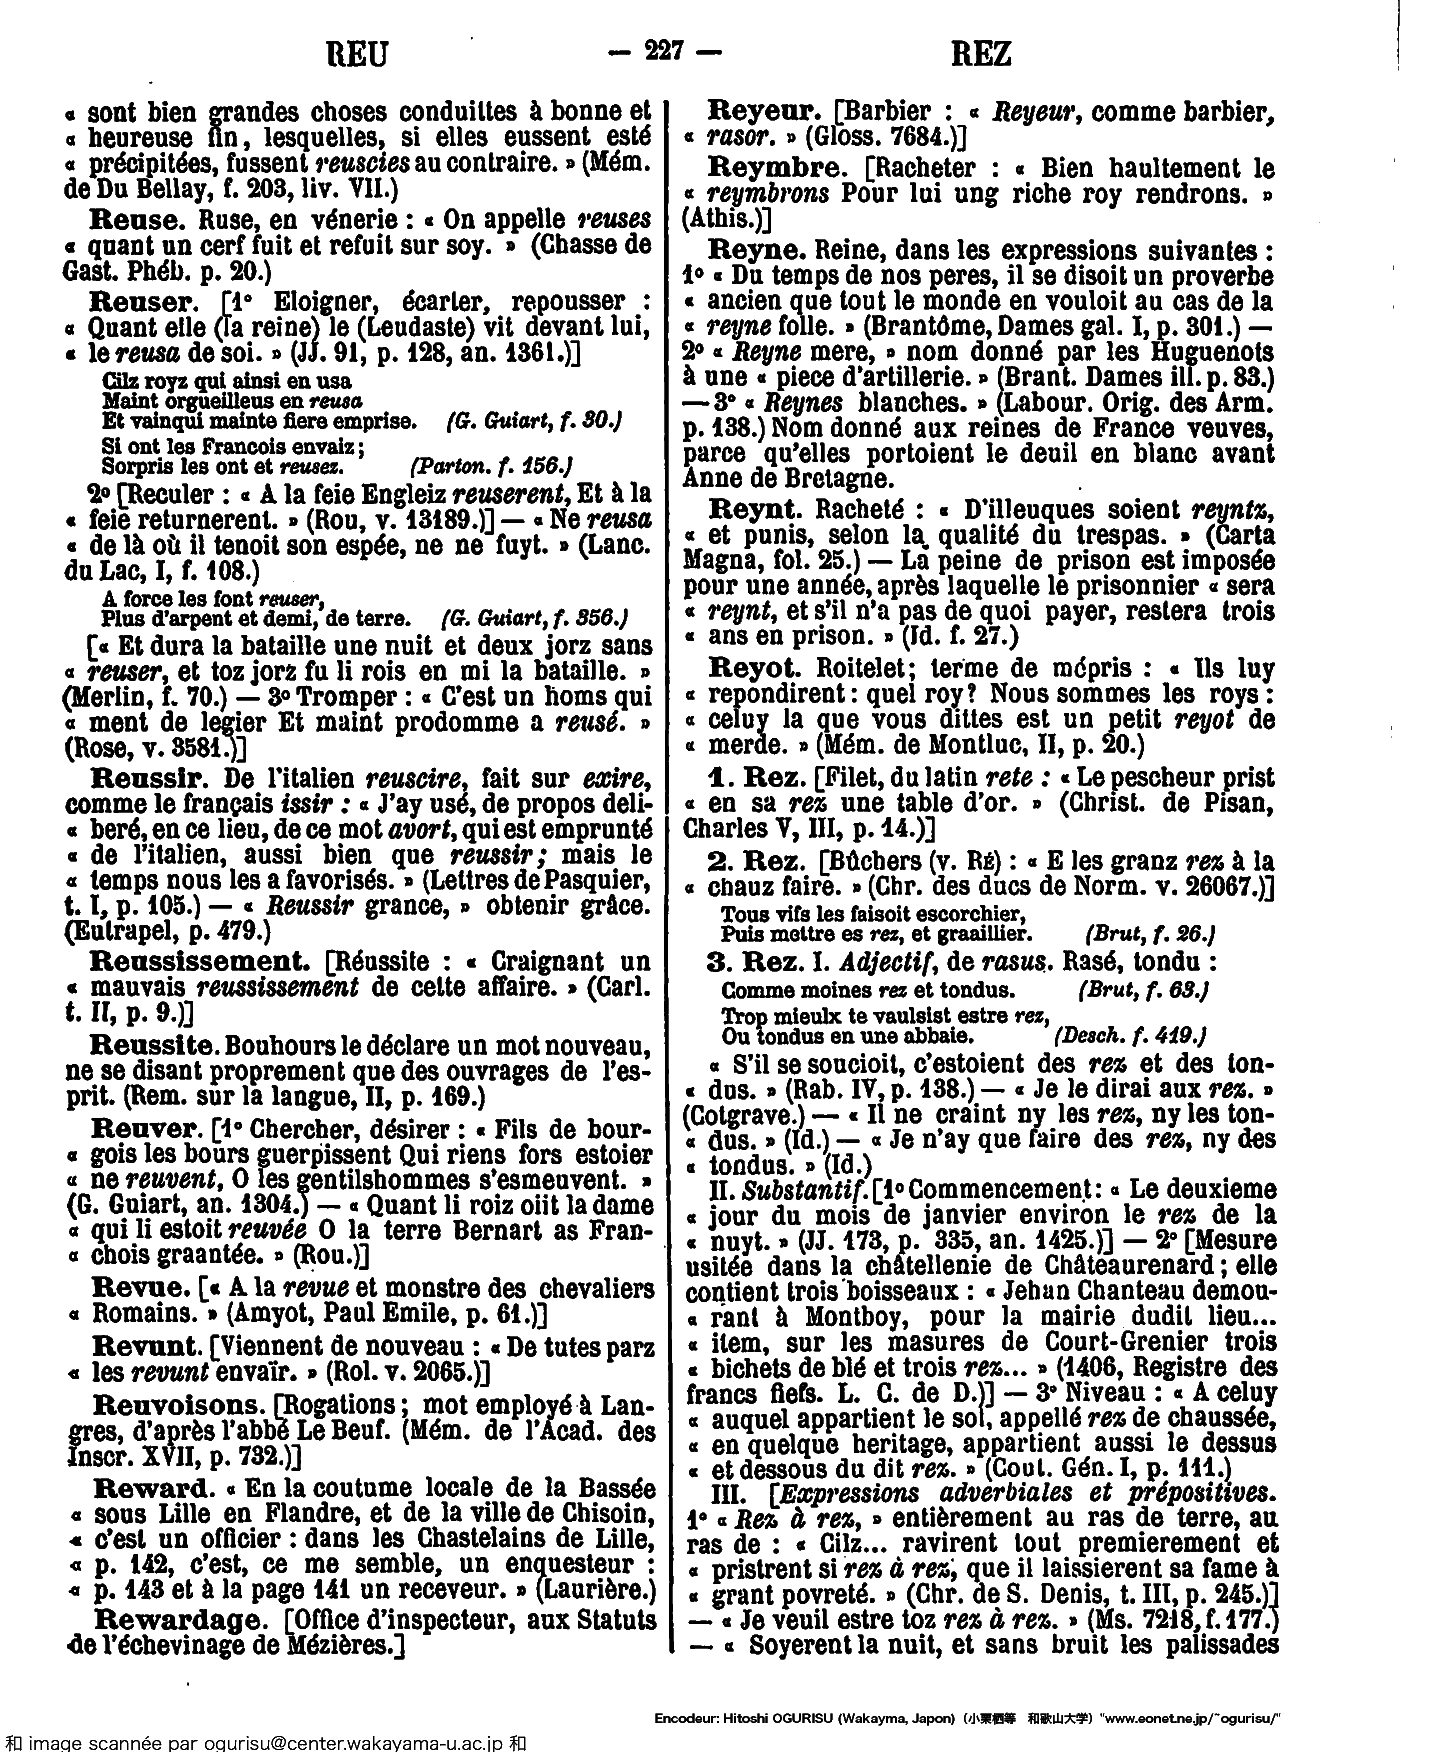 REU — 227 — REZ
« sont bien grandes choses conduittes à bonne et
« heureuse fin, lesquelles, si elles eussent esté
« précipitées, fussent reuscies au contraire. » (Mém.
de Du Bellay, f. 203, liv. VII.)
Reuse. Ruse, en vénerie : « On appelle reuses
« quant un cerf fuit et refuit sur soy. » (Chasse de
Gast. Phéb. p. 20.)
Reuser. [1° Eloigner, écarter, repousser :
« Quant elle (la reine) le (Leudaste) vit devant lui,
« le reusa de soi. » (JJ. 91, p. 128, an. 1361.)]
Cilz royz qui ainsi en usa
Maint orgueilleus en reusa
Et vainqui mainte fiere emprise. (G. Guiart, f. 30.)
Si ont les Francois envaiz ;
Sorpris les ont et reusez. (Parton. f. 156.)
2° [Reculer : « A la feie Engleiz reuserent, Et à la
« feie returnerent. » (Rou, v. 13189.)] — « Ne reusa
« de là où il tenoit son espée, ne ne fuyt. » (Lanc.
du Lac, I, f. 108.)
A force les font reuser,
Plus d'arpent et demi, de terre. (G. Guiart, f. 356.)
[« Et dura la bataille une nuit et deux jorz sans
« reuser, et toz jorz fu li rois en mi la bataille. »
(Merlin, f. 70.) — 3° Tromper : « C'est un homs qui
« ment de legier Et maint prodomme a reusé. »
(Rose, v. 3581.)]
Reussir. De l'italien reuscire, fait sur exire,
comme le français issir : « J'ay usé, de propos deli-
« beré, en ce lieu, de ce mot avort, qui est emprunté
« de l'italien, aussi bien que reussir ; mais le
« temps nous les a favorisés. » (Lettres de Pasquier,
t. I, p. 105.) — « Reussir grance, » obtenir grâce.
(Eutrapel, p. 479.)
Reussissement. [Réussite : « Craignant un
« mauvais reussissement de cette affaire. » (Carl.
t. II, p. 9.)]
Reussite. Bouhours le déclare un mot nouveau,
ne se disant proprement que des ouvrages de l'es-
prit. (Rem. sur la langue, II, p. 169.)
Reuver. [1° Chercher, désirer : « Fils de bour-
« gois les bours guerpissent Qui riens fors estoier
« ne reuvent, O les gentilshommes s'esmeuvent. »
(G. Guiart, an. 1304.) — « Quant li roiz oiit la dame
« qui li estoit reuvée O la terre Bernart as Fran-
« chois graantée. » (Rou.)]
Revue. [« A la revue et monstre des chevaliers
« Romains. » (Amyot, Paul Emile, p. 61.)]
Revunt. [Viennent de nouveau : « De tutes parz
« les revunt envaïr. » (Rol. v. 2065.)]
Reuvoisons. [Rogations ; mot employé à Lan-
gres, d'après l'abbé Le Beuf. (Mém. de l'Acad. des
Inscr. XVII, p. 732.)]
Reward. « En la coutume locale de la Bassée
« sous Lille en Flandre, et de la ville de Chisoin,
« c'est un officier : dans les Chastelains de Lille,
« p. 142, c'est, ce me semble, un enquesteur :
« p. 143 et à la page 141 un receveur. » (Laurière.)
Rewardage. [Office d'inspecteur, aux Statuts
de l'échevinage de Mézières.]
Reyeur. [Barbier : « Reyeur, comme barbier,
« rasor. » (Gloss. 7684.)]
Reymbre. [Racheter : « Bien haultement le
« reymbrons Pour lui ung riche roy rendrons. »
(Athis.)]
Reyne. Reine, dans les expressions suivantes :
1° « Du temps de nos peres, il se disoit un proverbe
« ancien que tout le monde en vouloit au cas de la
« reyne folle. » (Brantôme, Dames gal. I, p. 301.) —
2° « Reyne mere, » nom donné par les Huguenots
à une « piece d'artillerie. » (Brant. Dames ill. p. 83.)
— 3° « Reynes blanches. » (Labour. Orig. des Arm.
p. 138.) Nom donné aux reines de France veuves,
parce qu'elles portoient le deuil en blanc avant
Anne de Bretagne.
Reynt. Racheté : « D'illeuques soient reyntz,
« et punis, selon la qualité du trespas. » (Carta
Magna, fol. 25.) — La peine de prison est imposée
pour une année, après laquelle le prisonnier « sera
« reynt, et s'il n'a pas de quoi payer, restera trois
« ans en prison. » (Id. f. 27.)
Reyot. Roitelet ; terme de mépris : « Ils luy
« repondirent : quel roy ? Nous sommes les roys :
« celuy la que vous dittes est un petit reyot de
« merde. » (Mém. de Montluc, II, p. 20.)
1. Rez. [Filet, du latin rete : « Le pescheur prist
« en sa rez une table d'or. » (Christ. de Pisan,
Charles V, III, p. 14.)]
2. Rez. [Bûchers (v. RÉ) : « E les granz rez à la
« chauz faire. » (Chr. des ducs de Norm. v. 26067.)]
Tous vifs les faisoit escorchier,
Puis mettre es rez, et graaillier. (Brut, f. 26.)
3. Rez. I. Adjectif, de rasus. Rasé, tondu :
Comme moines rez et tondus. (Brut, f. 63.)
Trop mieulx te vaulsist estre rez,
Ou tondus en une abbaie. (Desch. f. 419.)
« S'il se soucioit, c'estoient des rez et des ton-
« dus. » (Rab. IV, p. 138.) — « Je le dirai aux rez. »
(Cotgrave.) — « Il ne craint ny les rez, ny les ton-
« dus. » (Id.) — « Je n'ay que faire des rez, ny des
« tondus. » (Id.)
II. Substantif. [1° Commencement : « Le deuxieme
« jour du mois de janvier environ le rez de la
« nuyt. » (JJ. 173, p. 335, an. 1425.)] — 2° [Mesure
usitée dans la châtellenie de Châteaurenard ; elle
contient trois boisseaux : « Jehan Chanteau demou-
« rant à Montboy, pour la mairie dudit lieu...
« item, sur les masures de Court-Grenier trois
« bichets de blé et trois rez... » (1406, Registre des
francs fiefs. L. C. de D.)] — 3° Niveau : « A celuy
« auquel appartient le sol, appellé rez de chaussée,
« en quelque heritage, appartient aussi le dessus
« et dessous du dit rez. » (Cout. Gén. I, p. 111.)
III. [Expressions adverbiales et prépositives.
1° « Rez à rez, » entièrement au ras de terre, au
ras de : « Cilz... ravirent tout premierement et
« pristrent si rez à rez, que il laissierent sa fame à
« grant povreté. » (Chr. de S. Denis, t. III, p. 245.)]
— « Je veuil estre toz rez à rez. » (Ms. 7218, f. 177.)
— « Soyerent la nuit, et sans bruit les palissades
Encodeur: Hitoshi OGURISU (Wakayma, Japon) (小栗栖等 和歌山大学) "www.eonet.ne.jp/~ogurisu/"
和 image scannée par ogurisu@center.wakayama-u.ac.jp 和